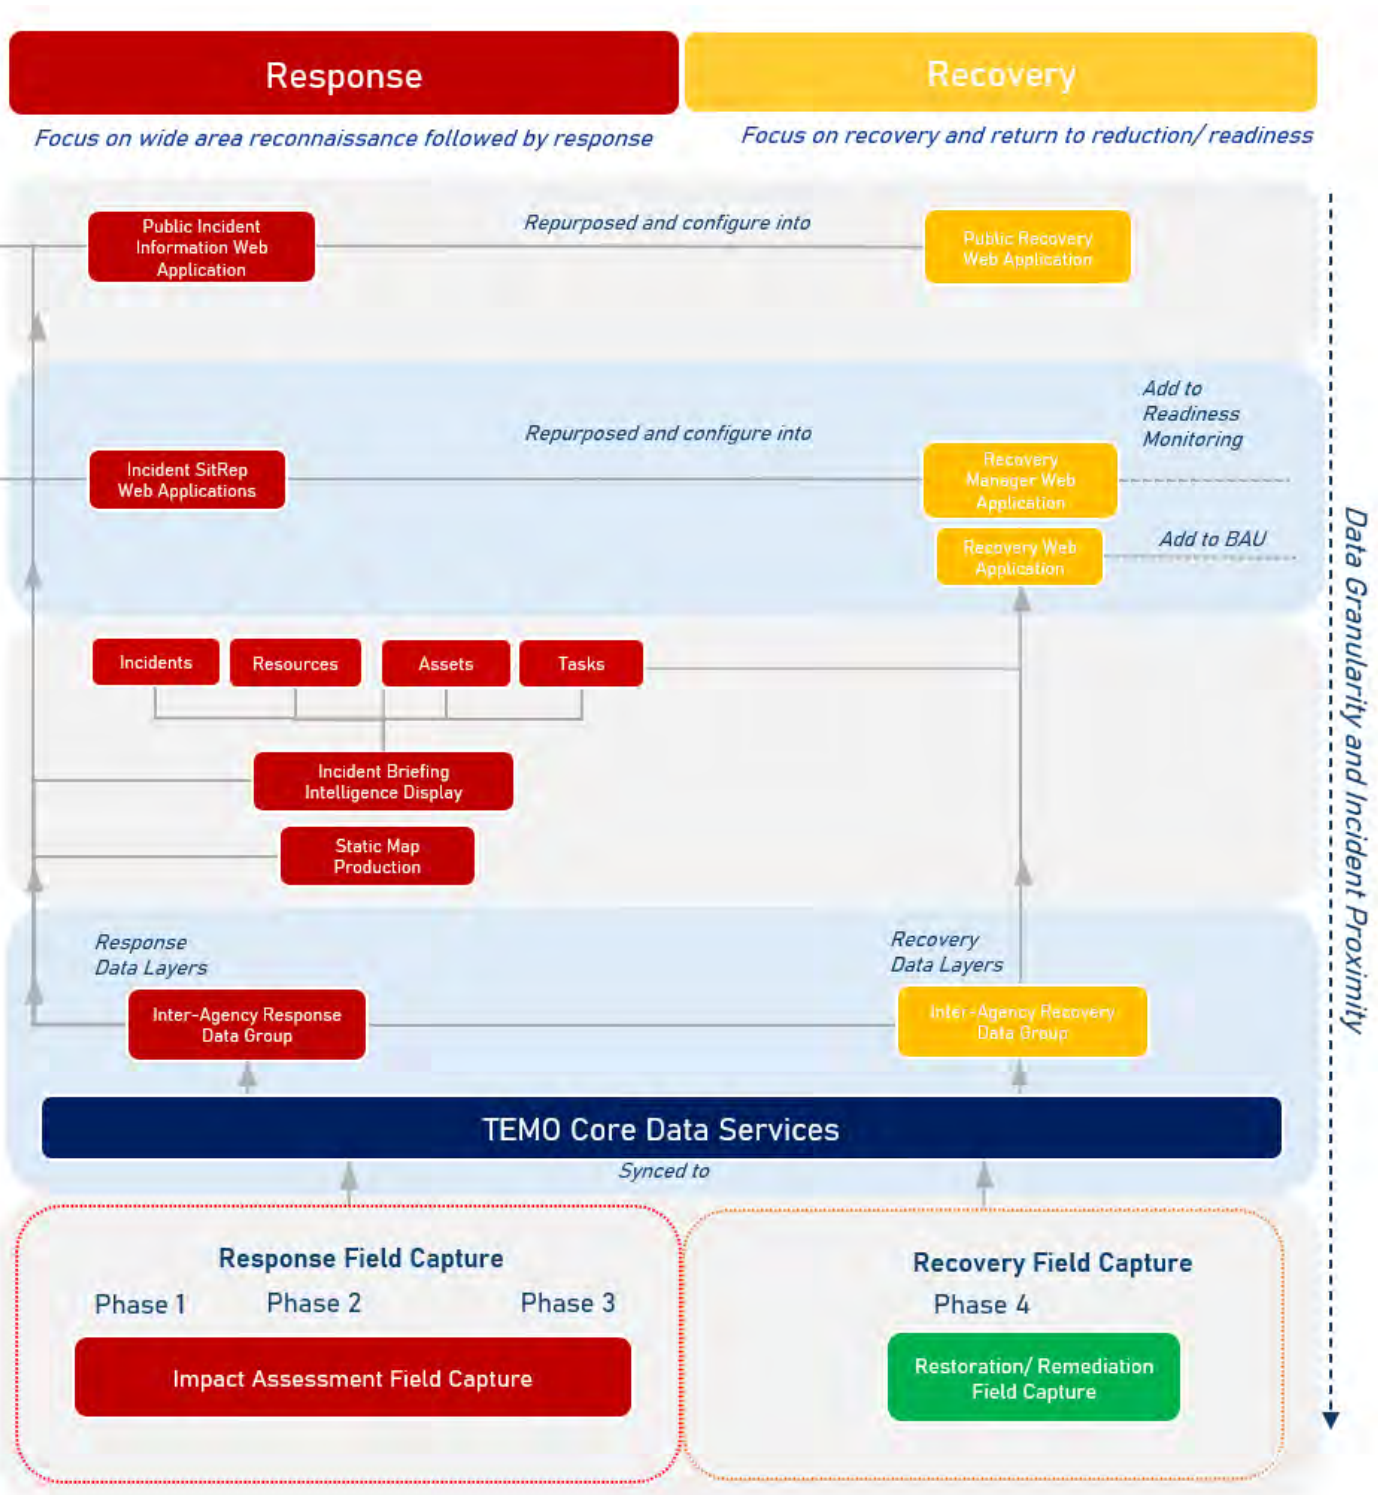 Response
Recovery
Focus on wide area reconnaissance followed by response
Focus on recovery and return to reduction/ readiness
Public Incident
Information Web
Application
Repurposed and configure into
Public Recovery
Web Application
Add to
Readiness
Monitoring
Incident SitRep
Web Applications
Repurposed and configure into
Recovery
Manager Web
Application
Recovery Web
Application
Add to BAU
Incidents
Resources
Assets
Tasks
Incident Briefing
Intelligence Display
Static Map
Production
Response
Data Layers
Recovery
Data Layers
Inter-Agency Response
Data Group
Inter-Agency Recovery
Data Group
TEMO Core Data Services
Synced to
Response Field Capture
Phase 1
Phase 2
Phase 3
Impact Assessment Field Capture
Recovery Field Capture
Phase 4
Restoration/ Remediation
Field Capture
Data Granularity and Incident Proximity